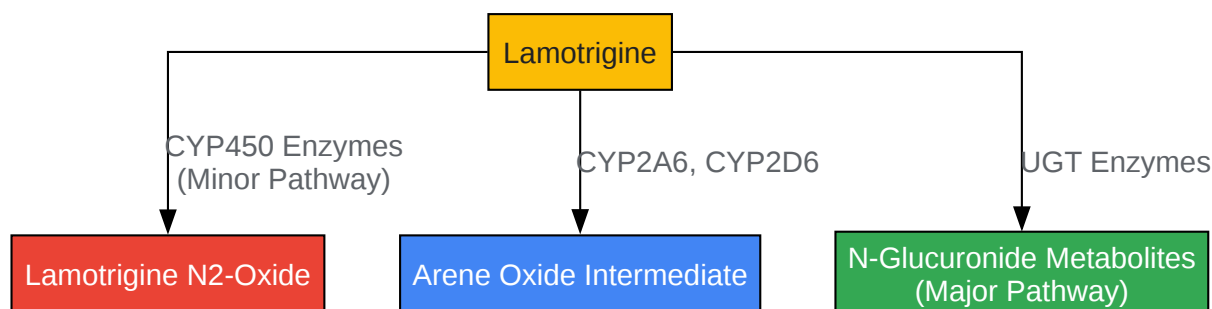 Lamotrigine
CYP450 Enzymes
(Minor Pathway)
CYP2A6, CYP2D6
UGT Enzymes
Lamotrigine N2-Oxide
Arene Oxide Intermediate
N-Glucuronide Metabolites
(Major Pathway)